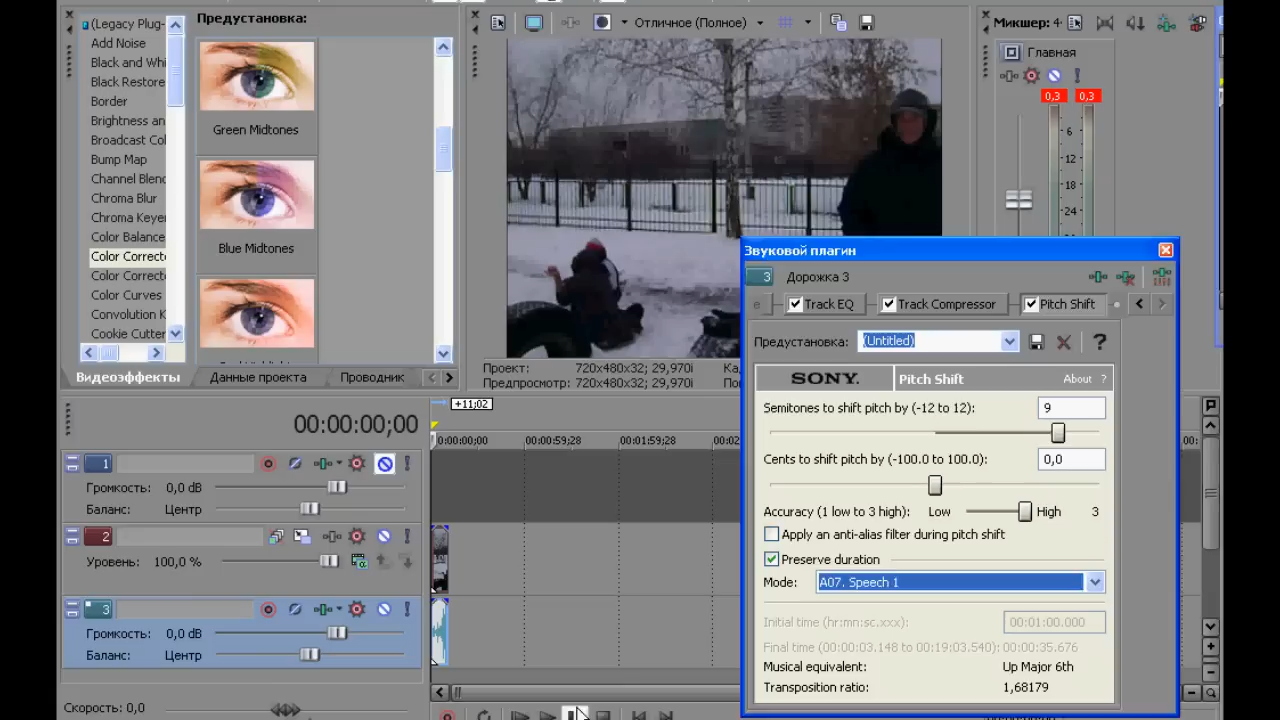 (Legacy Plug-
Add Noise
Black and Whi
Black Restore
Border
Brightness an
Broadcast Col
Bump Map
Channel Blenc
Chroma Blur
Chroma Keyer
Color Balance
Color Correct
Color Correct
Color Curves
Convolution K
Cookie Cutter
Предустановка:
Green Midtones
Blue Midtones
Видеоэффекты
Данные проекта
Проводник
Отличное (Полное)
Проект: 720x480x32; 29,970i
Предпросмотр: 720x480x32; 29,970i
Микшер: 4
Главная
0,3 0,3
6
12
18
24
Звуковой плагин
3 Дорожка 3
Track EQ
Track Compressor
Pitch Shift
Предустановка: (Untitled)
SONY. Pitch Shift About ?
Semitones to shift pitch by (-12 to 12): 9
Cents to shift pitch by (-100.0 to 100.0): 0,0
Accuracy (1 low to 3 high): Low High 3
Apply an anti-alias filter during pitch shift
Preserve duration
Mode: A07. Speech 1
Initial time (hr:mn:sc.xxx): 00:01:00.000
Final time (00:00:03.148 to 00:19:03.540): 00:00:35.676
Musical equivalent: Up Major 6th
Transposition ratio: 1,68179
00:00:00;00
+11;02
0:00:00;00 00:00:59;28 00:01:59;28 00:02
1
Громкость: 0,0 dB
Баланс: Центр
2
Уровень: 100,0 %
3
Громкость: 0,0 dB
Баланс: Центр
Скорость: 0,0